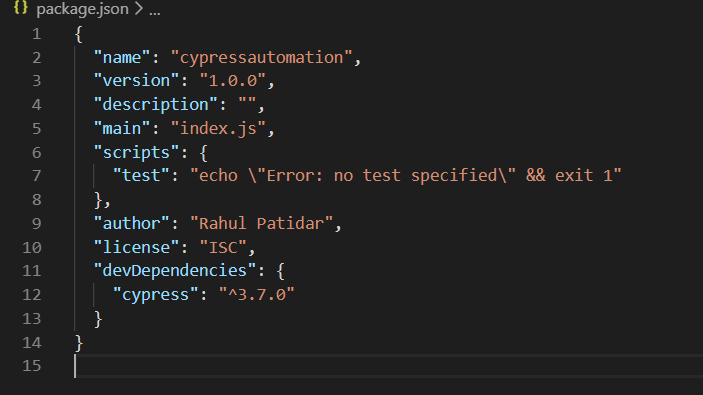 {} package.json > ...
1 {
2   "name": "cypressautomation",
3   "version": "1.0.0",
4   "description": "",
5   "main": "index.js",
6   "scripts": {
7     "test": "echo \"Error: no test specified\" && exit 1"
8   },
9   "author": "Rahul Patidar",
10   "license": "ISC",
11   "devDependencies": {
12     "cypress": "^3.7.0"
13   }
14 }
15